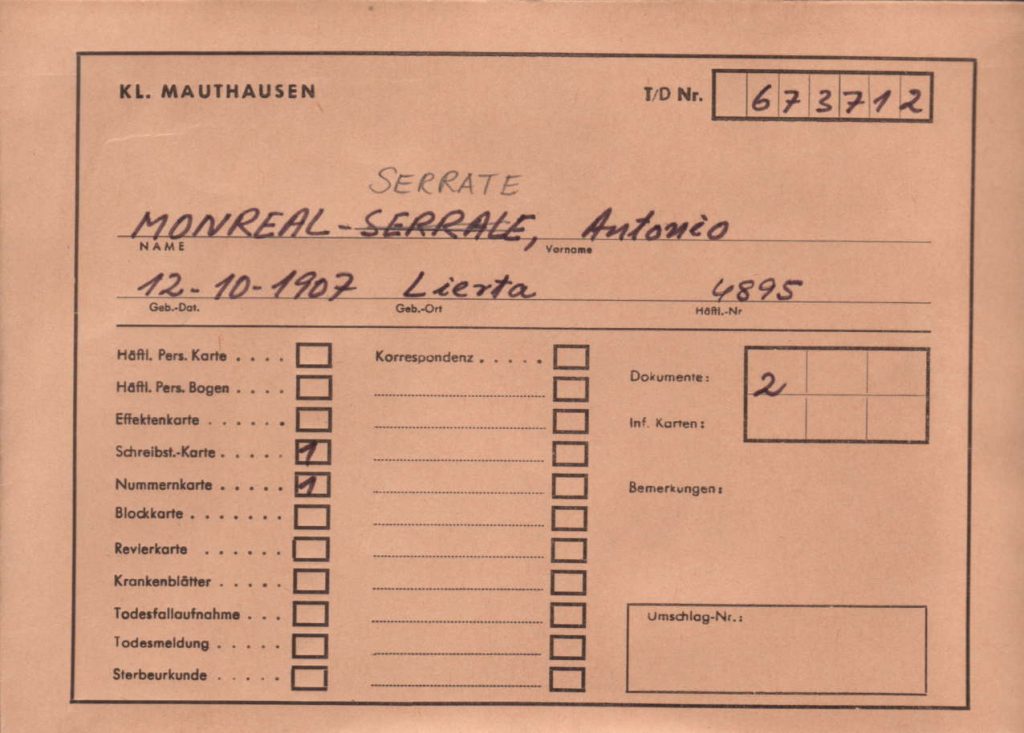 KL. MAUTHAUSEN T/D Nr. 673712
SERRATE
MONREAL-SERRALE, Antonio
NAME Vorname
12-10-1907 Lierta 4895
Geb.-Dat. Geb.-Ort Häftl.-Nr
Häftl. Pers. Karte . . . . Korrespondenz . . . . .
Häftl. Pers. Bogen . . . .
Effektenkarte . . . . . .
Schreibst.-Karte . . . . . 1
Nummernkarte . . . . . 1
Blockkarte . . . . . . .
Revierkarte . . . . . .
Krankenblätter . . . . .
Todesfallaufnahme . . .
Todesmeldung . . . . .
Sterbeurkunde . . . . .
Dokumente: 2
Inf. Karten:
Bemerkungen:
Umschlag-Nr.: